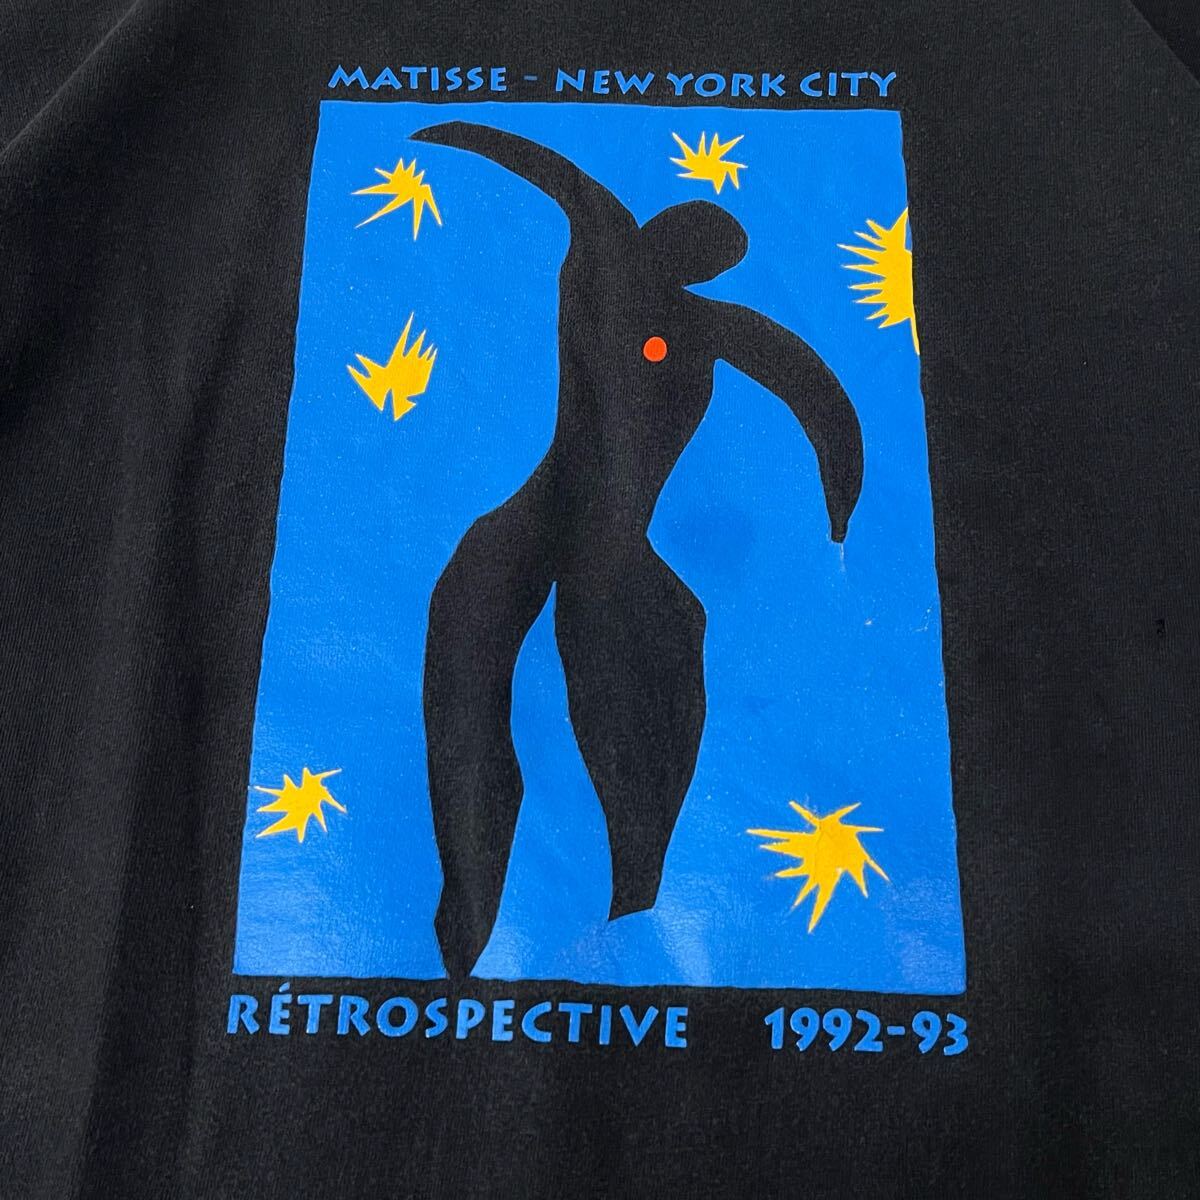 MATISSE - NEW YORK CITY
RÉTROSPECTIVE 1992-93